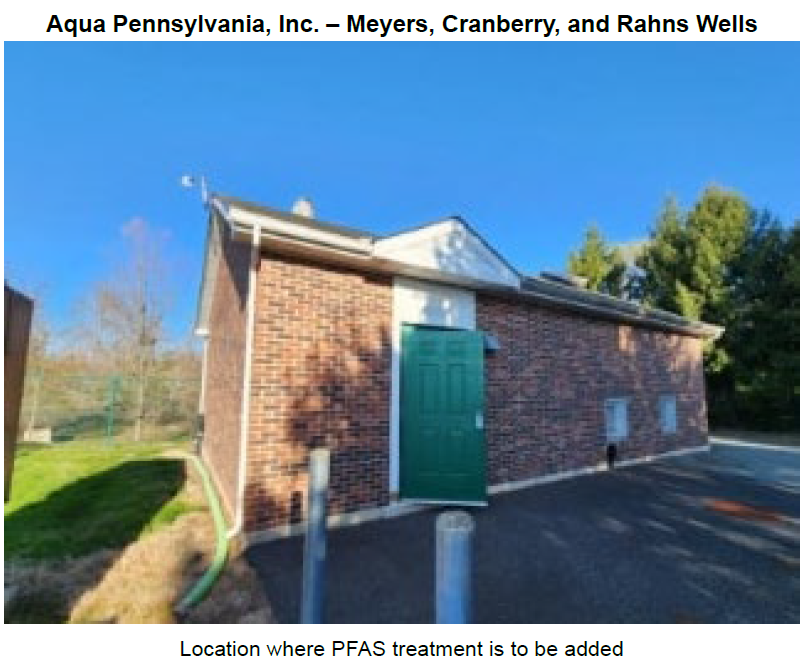 Aqua Pennsylvania, Inc. – Meyers, Cranberry, and Rahns Wells
Location where PFAS treatment is to be added